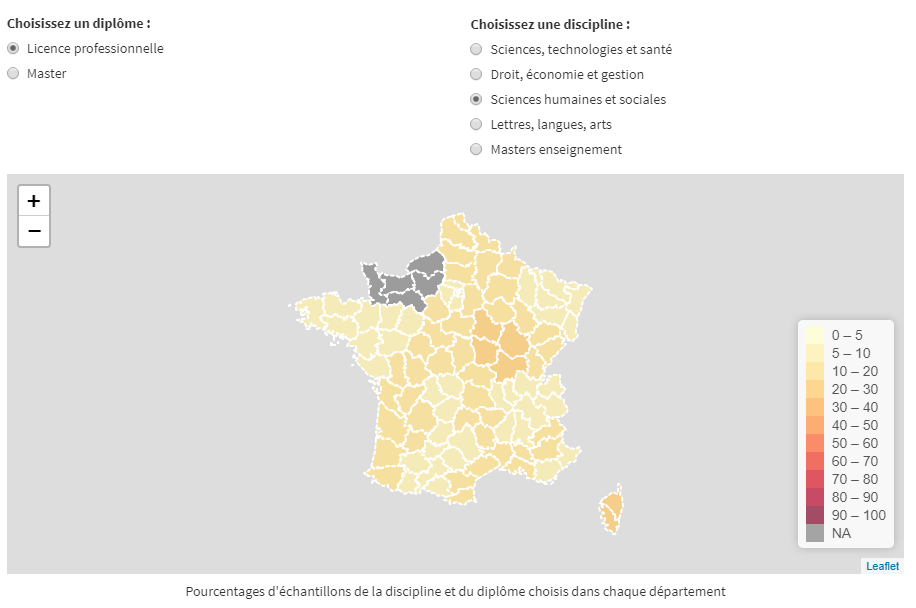 Choisissez un diplôme :
Licence professionnelle
Master
Choisissez une discipline :
Sciences, technologies et santé
Droit, économie et gestion
Sciences humaines et sociales
Lettres, langues, arts
Masters enseignement
+
−
0 – 5
5 – 10
10 – 20
20 – 30
30 – 40
40 – 50
50 – 60
60 – 70
70 – 80
80 – 90
90 – 100
NA
Leaflet
Pourcentages d'échantillons de la discipline et du diplôme choisis dans chaque département